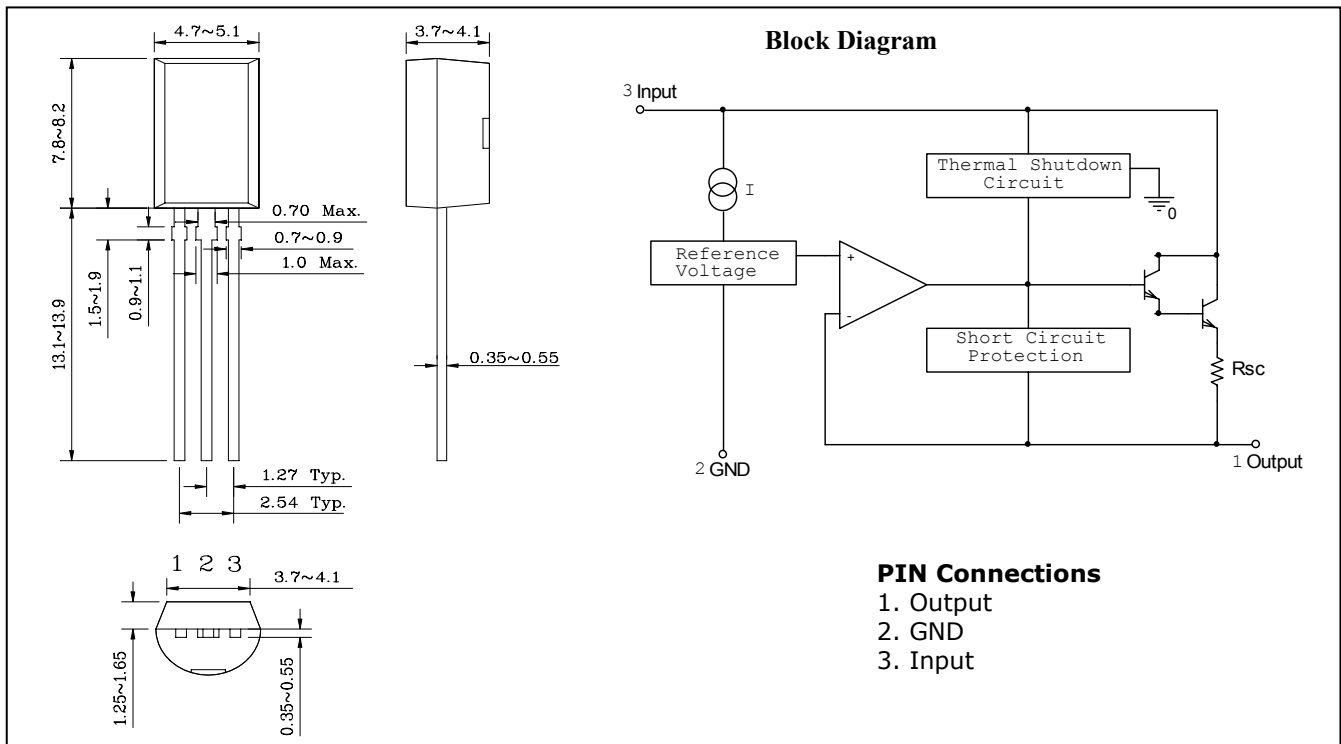 4.7~5.1
7.8~8.2
13.1~13.9
1.5~1.9
0.9~1.1
0.70 Max.
0.7~0.9
1.0 Max.
1.27 Typ.
2.54 Typ.
3.7~4.1
0.35~0.55
1 2 3
3.7~4.1
1.25~1.65
0.35~0.55
Block Diagram
3 Input
I
Thermal Shutdown
Circuit
0
Reference
Voltage
+
-
Short Circuit
Protection
Rsc
2 GND
1 Output
PIN Connections
1. Output
2. GND
3. Input